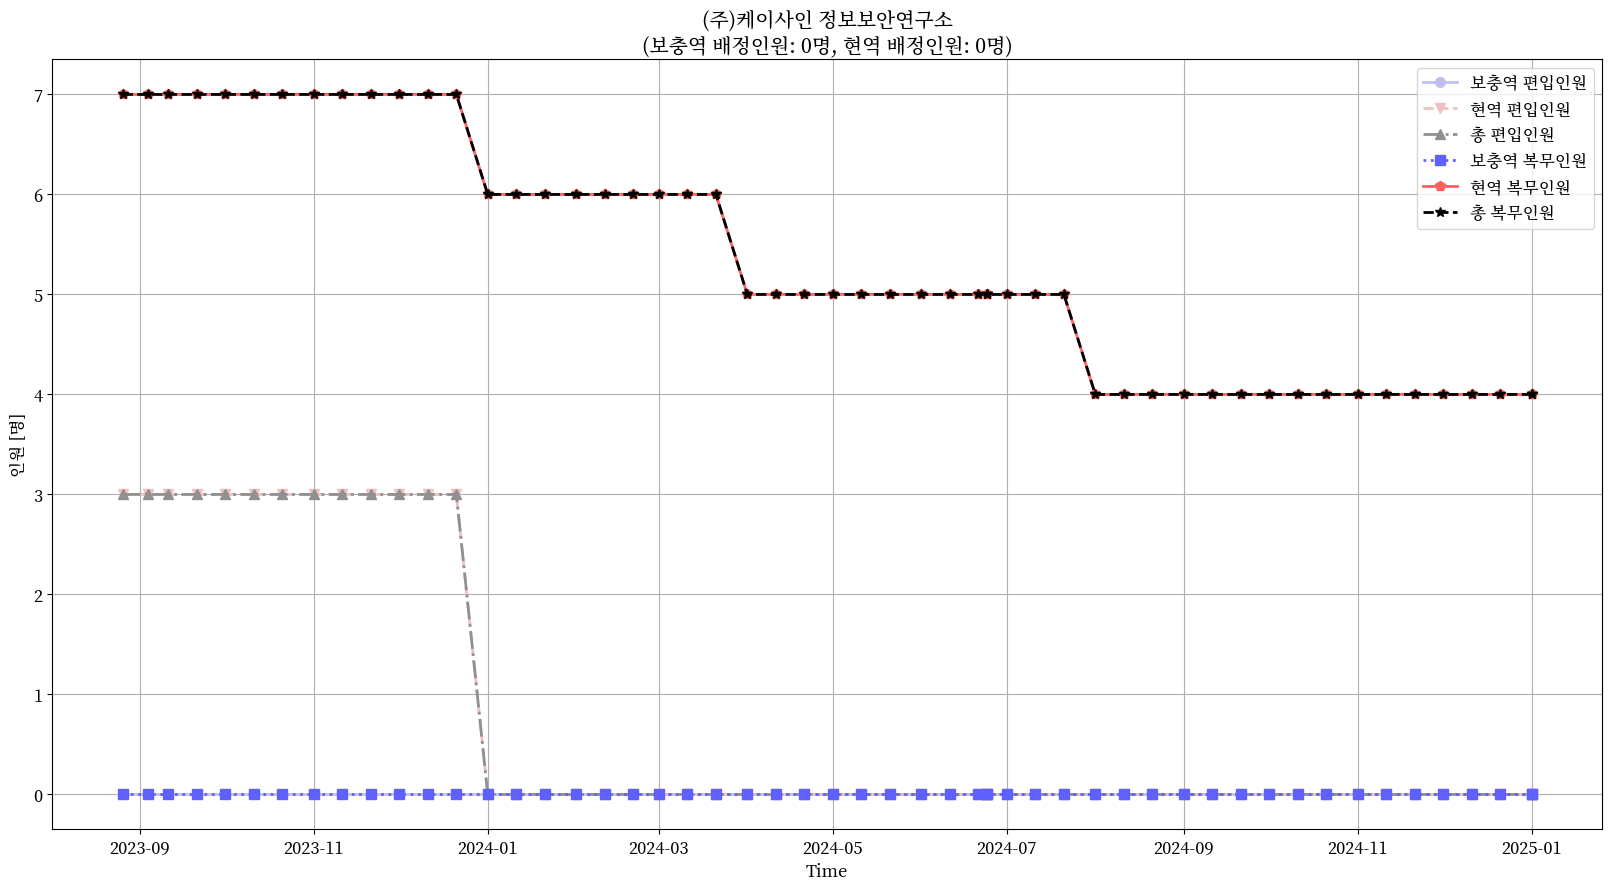 (주)케이사인 정보보안연구소
(보충역 배정인원: 0명, 현역 배정인원: 0명)
보충역 편입인원
현역 편입인원
총 편입인원
보충역 복무인원
현역 복무인원
총 복무인원
인원 [명]
7
6
5
4
3
2
1
0
2023-09 2023-11 2024-01 2024-03 2024-05 2024-07 2024-09 2024-11 2025-01
Time